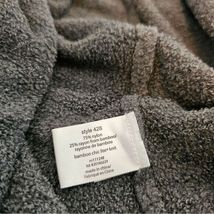 style 428
75% nylon
25% rayon from bamboo/
rayonne de bambou
bamboo chic lite® knit
made in china/
Fabriqué en Chine